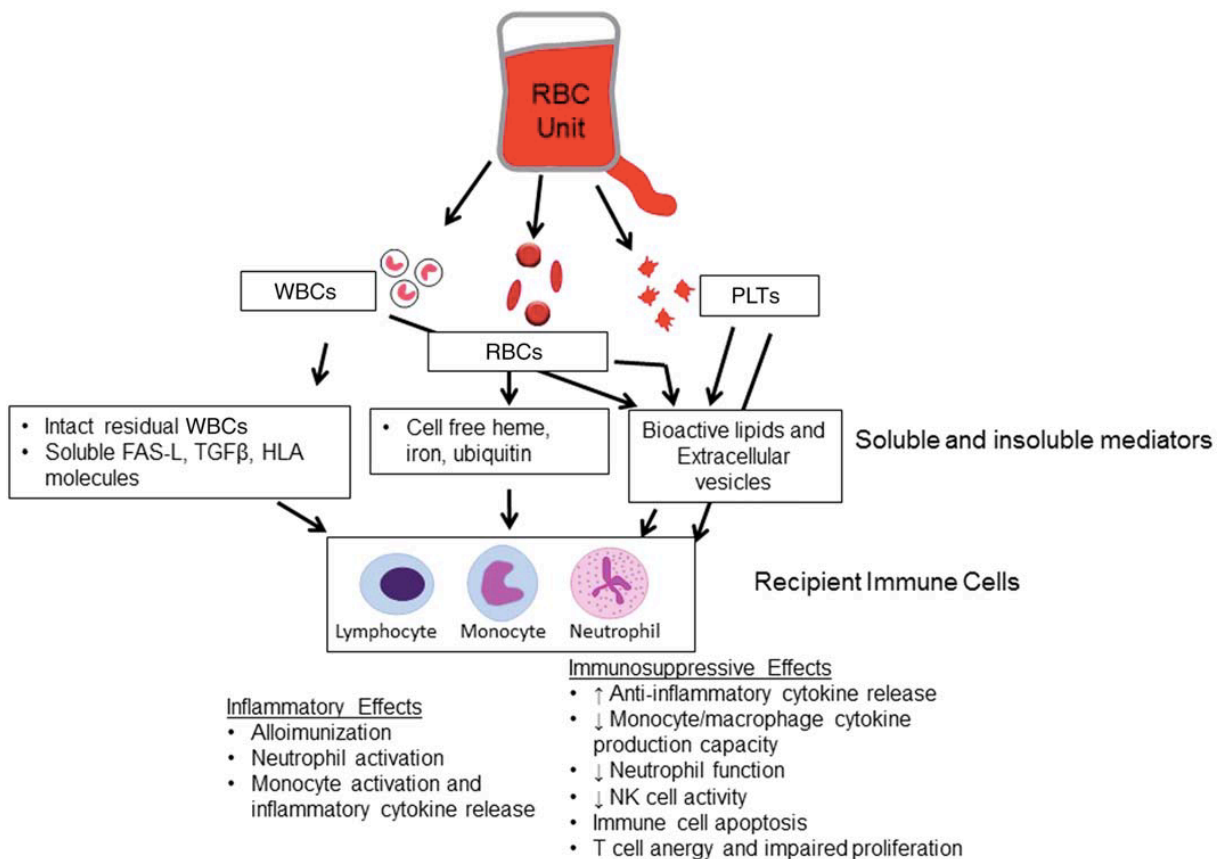 RBC
Unit
WBCs
PLTs
RBCs
• Intact residual WBCs
• Soluble FAS-L, TGFβ, HLA
molecules
• Cell free heme,
iron, ubiquitin
Bioactive lipids and
Extracellular
vesicles
Soluble and insoluble mediators
Recipient Immune Cells
Lymphocyte
Monocyte
Neutrophil
Inflammatory Effects
• Alloimunization
• Neutrophil activation
• Monocyte activation and
inflammatory cytokine release
Immunosuppressive Effects
• ↑ Anti-inflammatory cytokine release
• ↓ Monocyte/macrophage cytokine
production capacity
• ↓ Neutrophil function
• ↓ NK cell activity
• Immune cell apoptosis
• T cell anergy and impaired proliferation